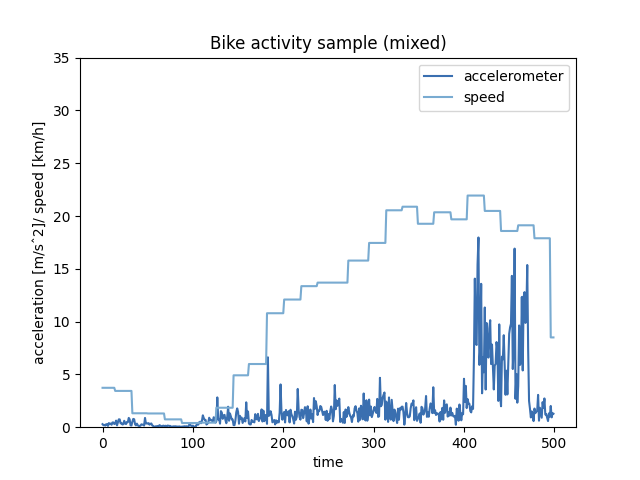 Bike activity sample (mixed)
accelerometer
speed
35
30
25
20
15
10
5
0
acceleration [m/s^2]/ speed [km/h]
0 100 200 300 400 500
time